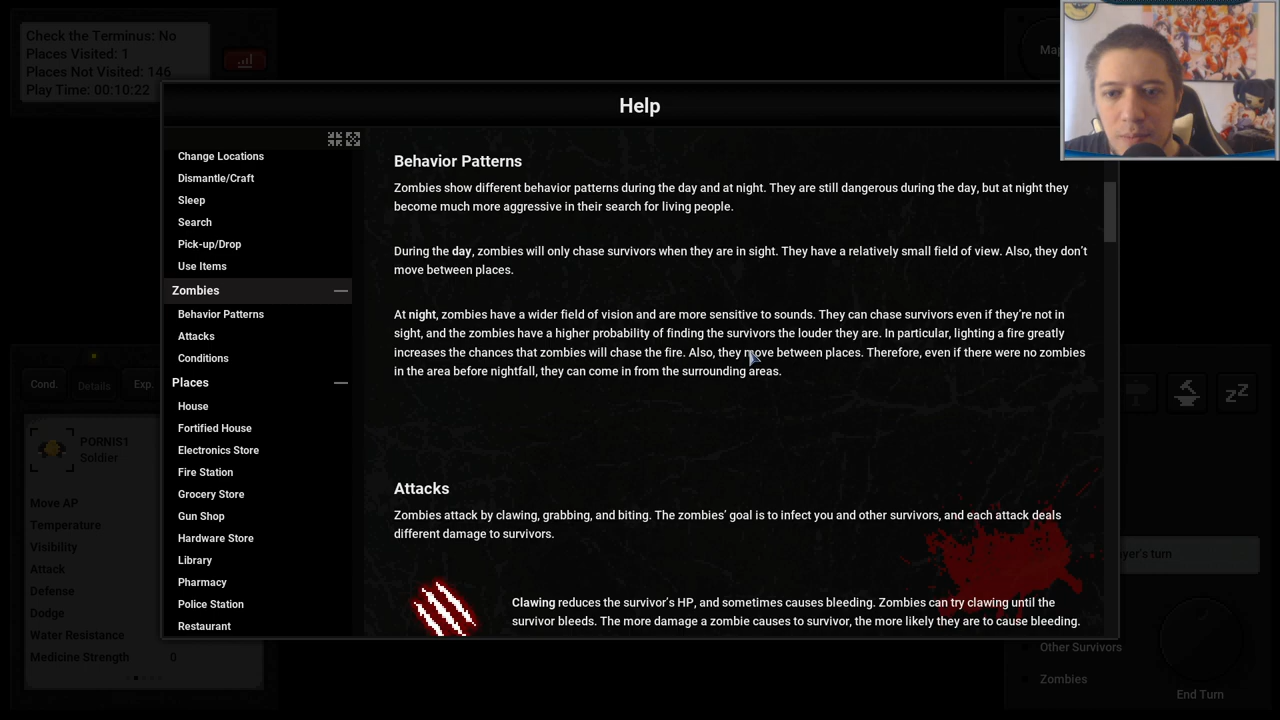 Check the Terminus: No
Places Visited: 1
Places Not Visited: 146
Play Time: 00:10:22
Map
Help
Change Locations
Dismantle/Craft
Sleep
Search
Pick-up/Drop
Use Items
Zombies
Behavior Patterns
Attacks
Conditions
Places
House
Fortified House
Electronics Store
Fire Station
Grocery Store
Gun Shop
Hardware Store
Library
Pharmacy
Police Station
Restaurant
Behavior Patterns
Zombies show different behavior patterns during the day and at night. They are still dangerous during the day, but at night they
become much more aggressive in their search for living people.
During the day, zombies will only chase survivors when they are in sight. They have a relatively small field of view. Also, they don't
move between places.
At night, zombies have a wider field of vision and are more sensitive to sounds. They can chase survivors even if they're not in
sight, and the zombies have a higher probability of finding the survivors the louder they are. In particular, lighting a fire greatly
increases the chances that zombies will chase the fire. Also, they move between places. Therefore, even if there were no zombies
in the area before nightfall, they can come in from the surrounding areas.
Attacks
Zombies attack by clawing, grabbing, and biting. The zombies' goal is to infect you and other survivors, and each attack deals
different damage to survivors.
Clawing reduces the survivor's HP, and sometimes causes bleeding. Zombies can try clawing until the
survivor bleeds. The more damage a zombie causes to survivor, the more likely they are to cause bleeding.
Cond.
Details
Exp.
PORNIS1
Soldier
Move AP
Temperature
Visibility
Attack
Defense
Dodge
Water Resistance
Medicine Strength 0
zZ
yer's turn
Other Survivors
Zombies
End Turn